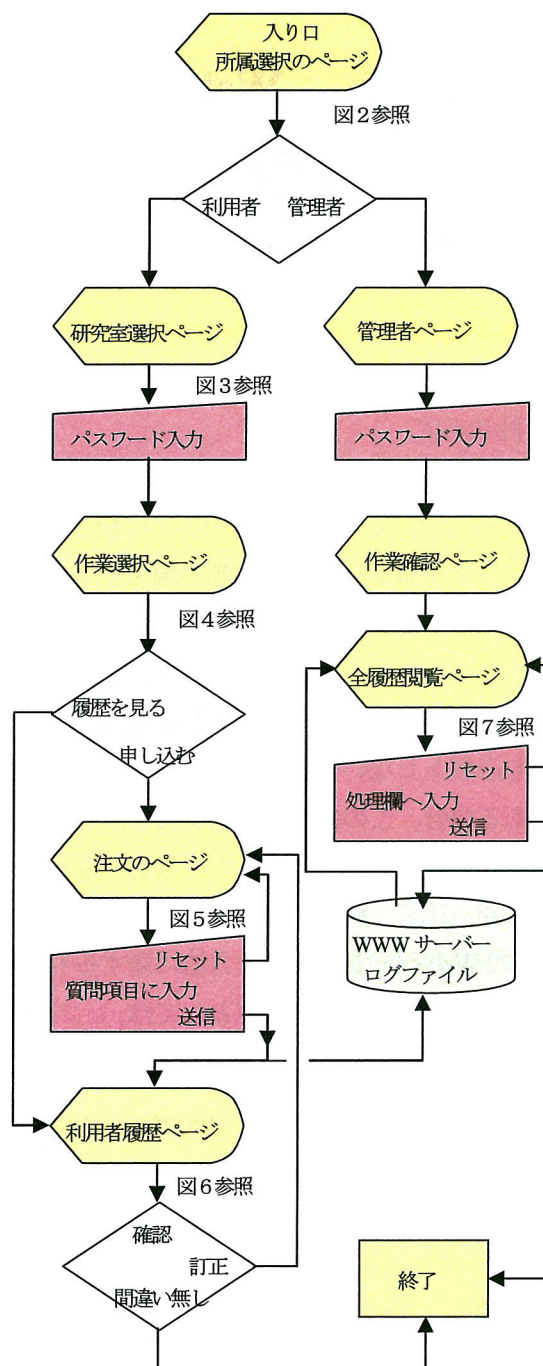 入り口
所属選択のページ
図２参照
利用者　管理者
研究室選択ページ
図３参照
パスワード入力
作業選択ページ
図４参照
履歴を見る
申し込む
注文のページ
図５参照
リセット
質問項目に入力
送信
利用者履歴ページ
図６参照
確認
訂正
間違い無し
管理者ページ
パスワード入力
作業確認ページ
全履歴閲覧ページ
図７参照
リセット
処理欄へ入力
送信
WWW サーバー
ログファイル
終了